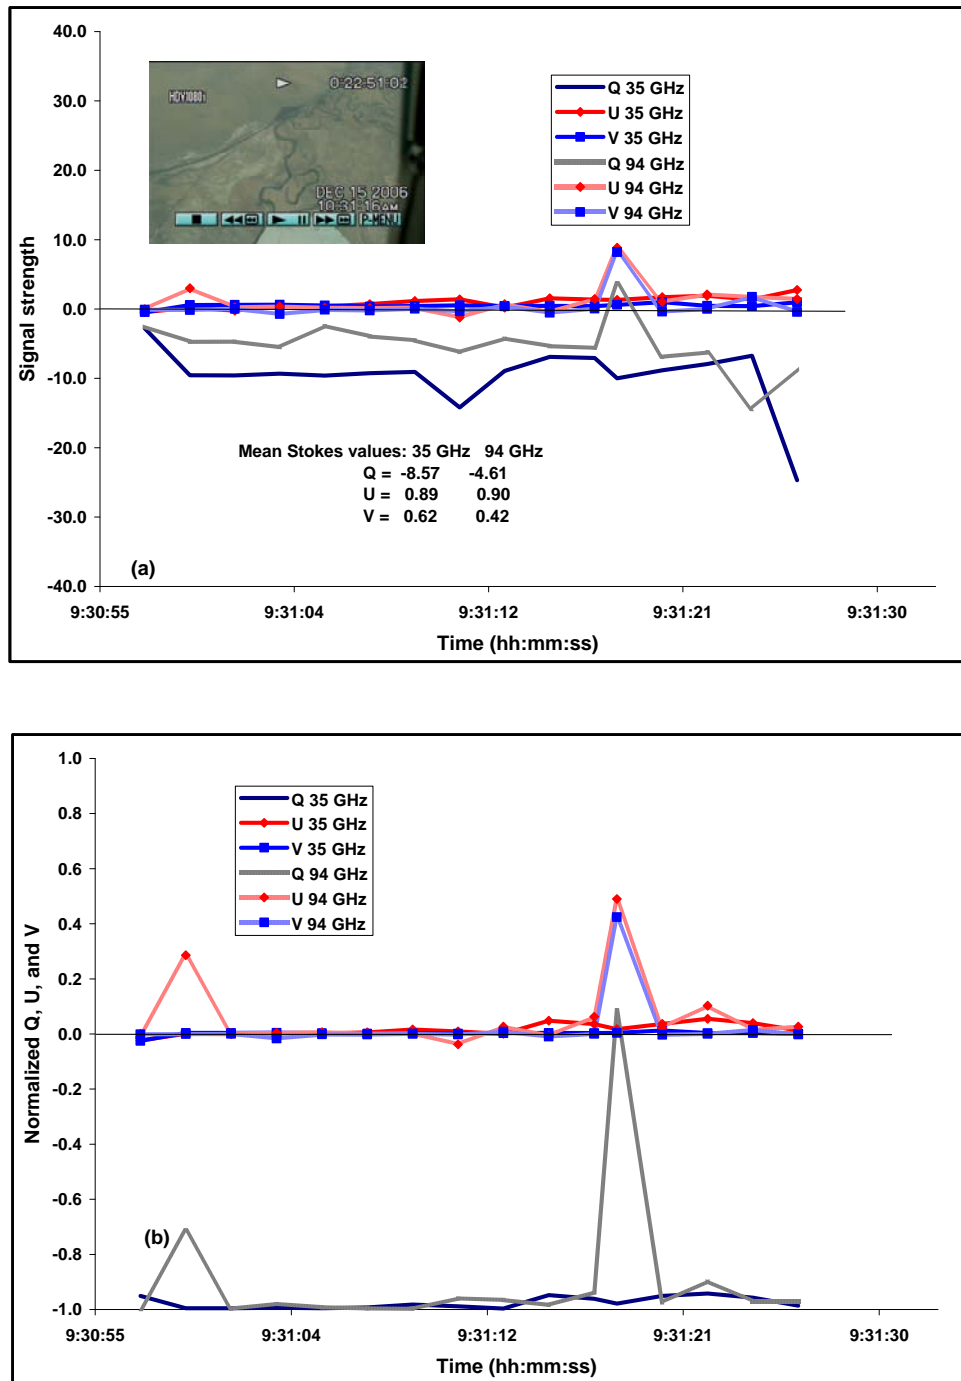 40.0
30.0
20.0
10.0
0.0
-10.0
-20.0
-30.0
-40.0
Signal strength
0:22:51:02
HDV1080i
DEC 15 2006
10:31:16AM
P-MENU
Q 35 GHz
U 35 GHz
V 35 GHz
Q 94 GHz
U 94 GHz
V 94 GHz
Mean Stokes values: 35 GHz 94 GHz
Q = -8.57 -4.61
U = 0.89 0.90
V = 0.62 0.42
(a)
9:30:55 9:31:04 9:31:12 9:31:21 9:31:30
Time (hh:mm:ss)
1.0
0.8
0.6
0.4
0.2
0.0
-0.2
-0.4
-0.6
-0.8
-1.0
Normalized Q, U, and V
Q 35 GHz
U 35 GHz
V 35 GHz
Q 94 GHz
U 94 GHz
V 94 GHz
(b)
9:30:55 9:31:04 9:31:12 9:31:21 9:31:30
Time (hh:mm:ss)